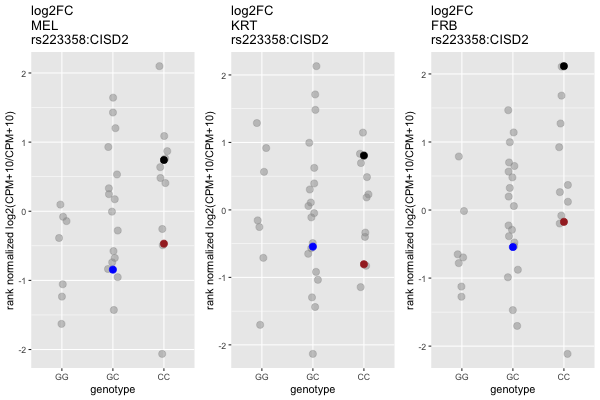 log2FC
MEL
rs223358:CISD2
rank normalized log2(CPM+10/CPM+10)
2
1
0
-1
-2
GG
GC
CC
genotype
log2FC
KRT
rs223358:CISD2
rank normalized log2(CPM+10/CPM+10)
2
1
0
-1
-2
GG
GC
CC
genotype
log2FC
FRB
rs223358:CISD2
rank normalized log2(CPM+10/CPM+10)
2
1
0
-1
-2
GG
GC
CC
genotype